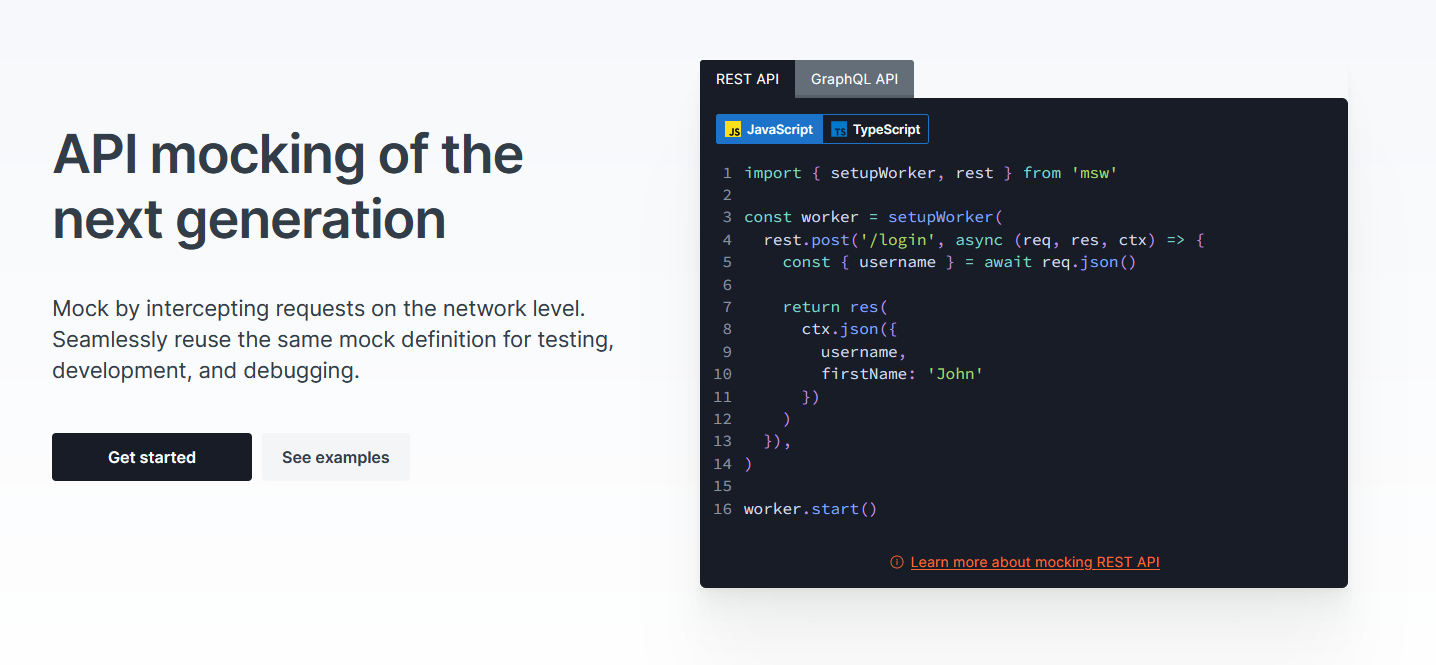 API mocking of the
next generation
Mock by intercepting requests on the network level.
Seamlessly reuse the same mock definition for testing,
development, and debugging.
Get started
See examples
REST API
GraphQL API
JS JavaScript
TS TypeScript
1 import { setupWorker, rest } from 'msw'
2
3 const worker = setupWorker(
4   rest.post('/login', async (req, res, ctx) => {
5     const { username } = await req.json()
6
7     return res(
8       ctx.json({
9         username,
10         firstName: 'John'
11       })
12     )
13   }),
14 )
15
16 worker.start()
Learn more about mocking REST API